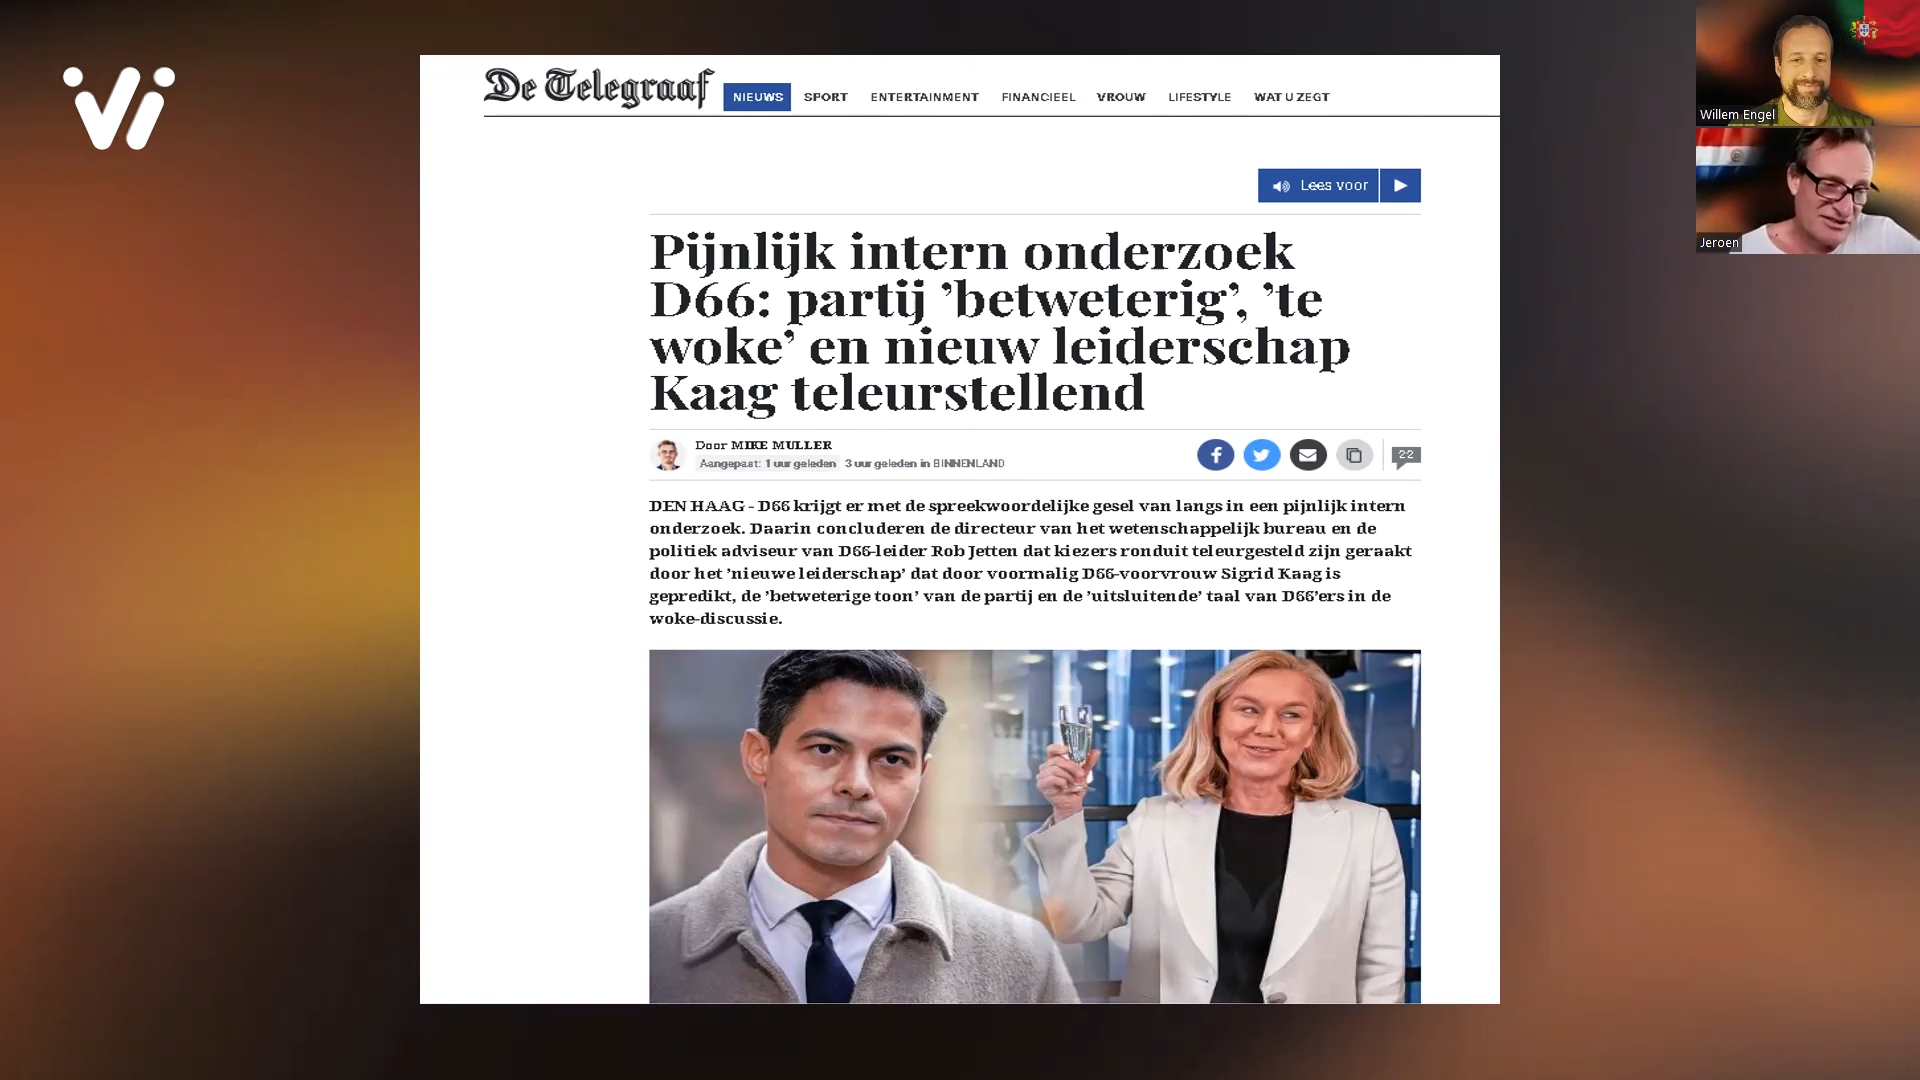 De Telegraaf
NIEUWS SPORT ENTERTAINMENT FINANCIEEL VROUW LIFESTYLE WAT U ZEGT
Willem Engel
Jeroen
Lees voor
Pijnlijk intern onderzoek
D66: partij ’betweterig’, ’te
woke’ en nieuw leiderschap
Kaag teleurstellend
Door MIKE MULLER
Aangepast: 1 uur geleden 3 uur geleden in BINNENLAND
22
DEN HAAG - D66 krijgt er met de spreekwoordelijke gesel van langs in een pijnlijk intern
onderzoek. Daarin concluderen de directeur van het wetenschappelijk bureau en de
politiek adviseur van D66-leider Rob Jetten dat kiezers ronduit teleurgesteld zijn geraakt
door het ’nieuwe leiderschap’ dat door voormalig D66-voorvrouw Sigrid Kaag is
gepredikt, de ’betweterige toon’ van de partij en de ’uitsluitende’ taal van D66’ers in de
woke-discussie.